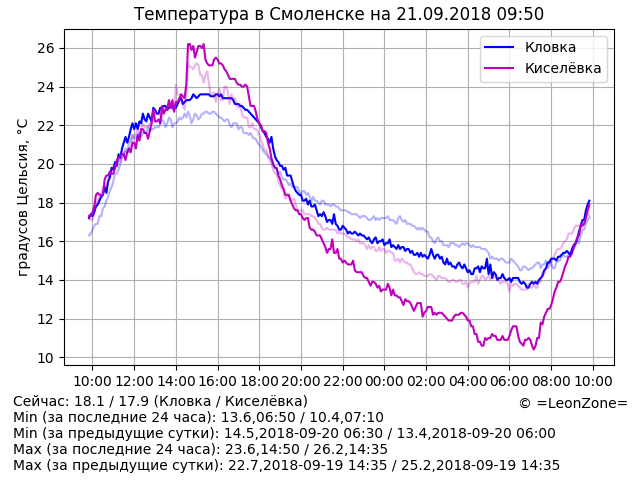 Температура в Смоленске на 21.09.2018 09:50
градусов Цельсия, °C
26
24
22
20
18
16
14
12
10
Кловка
Киселёвка
10:00 12:00 14:00 16:00 18:00 20:00 22:00 00:00 02:00 04:00 06:00 08:00 10:00
© =LeonZone=
Сейчас: 18.1 / 17.9 (Кловка / Киселёвка)
Min (за последние 24 часа): 13.6,06:50 / 10.4,07:10
Min (за предыдущие сутки): 14.5,2018-09-20 06:30 / 13.4,2018-09-20 06:00
Max (за последние 24 часа): 23.6,14:50 / 26.2,14:35
Max (за предыдущие сутки): 22.7,2018-09-19 14:35 / 25.2,2018-09-19 14:35